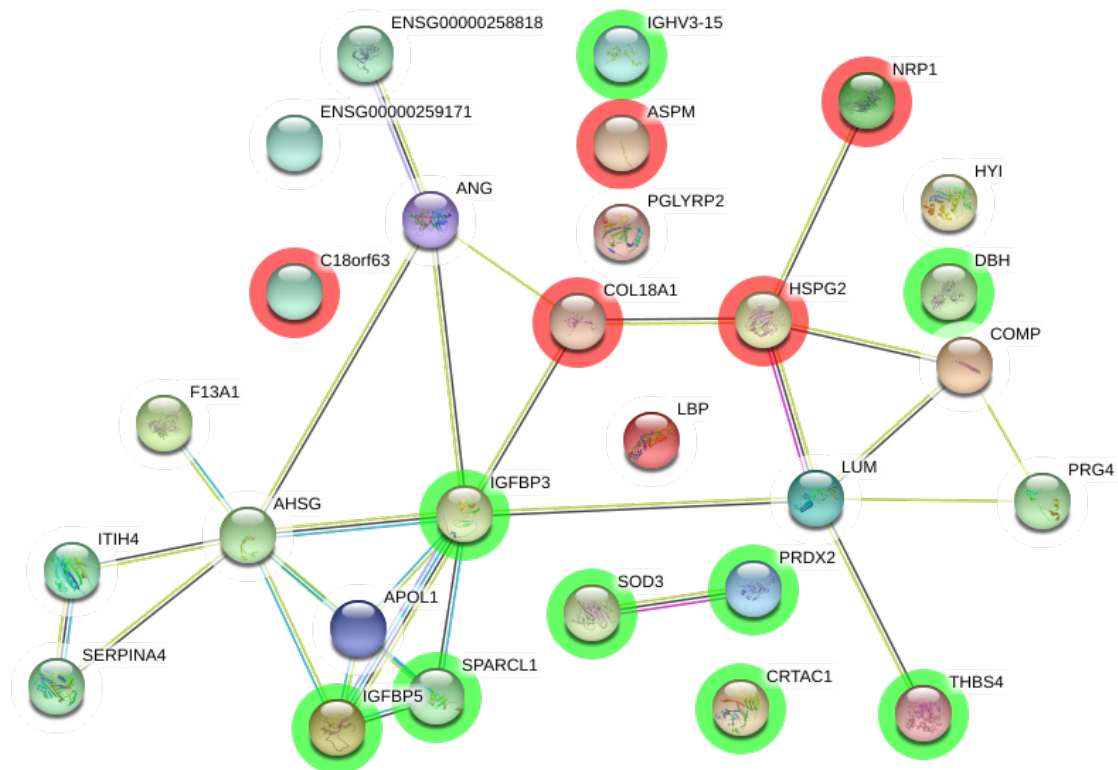 ENSG00000258818
IGHV3-15
NRP1
ENSG00000259171
ASPM
HYI
ANG
PGLYRP2
C18orf63
COL18A1
HSPG2
DBH
COMP
F13A1
LBP
AHSG
IGFBP3
LUM
PRG4
ITIH4
APOL1
SOD3
PRDX2
SERPINA4
SPARCL1
IGFBP5
CRTAC1
THBS4